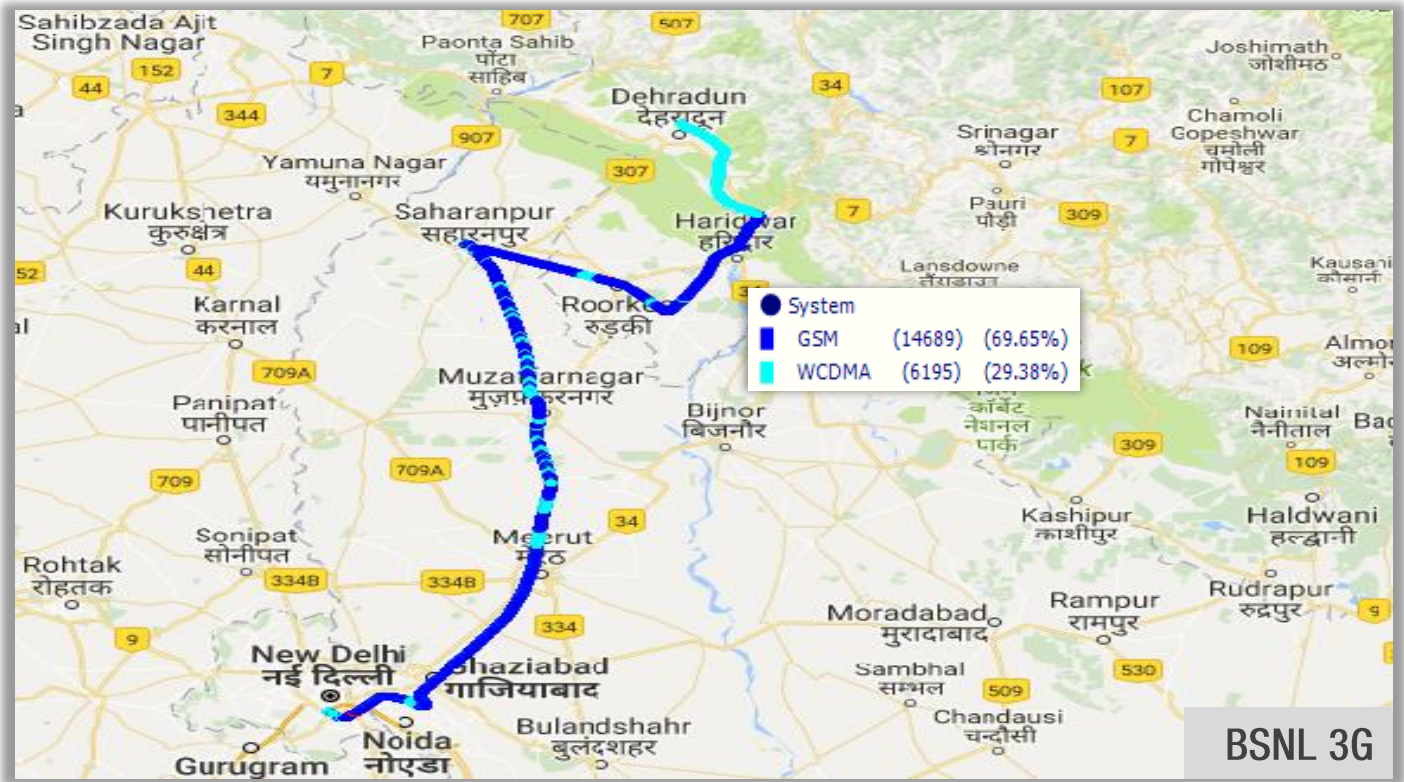 Sahibzada Ajit
Singh Nagar
707
507
Paonta Sahib
पोंटा
साहिब
Joshimath
जोशीमठ
152
7
44
34
107
Dehradun
देहरादून
344
Chamoli
Gopeshwar
चमोली
गोपेश्वर
907
Srinagar
श्रीनगर
7
Yamuna Nagar
यमुनानगर
307
Kurukshetra
कुरुक्षेत्र
Saharanpur
सहारनपुर
Haridwar
हरिद्वार
7
Pauri
पौड़ी
309
52
44
Lansdowne
Kausani
कौसानी
Karnal
करनाल
Roorkee
रुड़की
System
GSM (14689) (69.65%)
WCDMA (6195) (29.38%)
109
709A
Muzaffarnagar
मुज़फ़्फ़रनगर
Panipat
पानीपत
Bijnor
बिजनौर
कॉर्बेट
नेशनल
पार्क
Nainital
नैनीताल
309
109
709A
709
34
Kashipur
काशीपुर
Haldwani
हल्द्वानी
Sonipat
सोनीपत
Meerut
मेरठ
Rohtak
रोहतक
334B
334B
Rudrapur
रुद्रपुर
Moradabad
मुरादाबाद
Rampur
रामपुर
9
9
334
New Delhi
नई दिल्ली
Ghaziabad
गाजियाबाद
Sambhal
सम्भल
530
509
Chandausi
चन्दौसी
Bulandshahr
बुलंदशहर
Noida
नोएडा
Gurugram
BSNL 3G